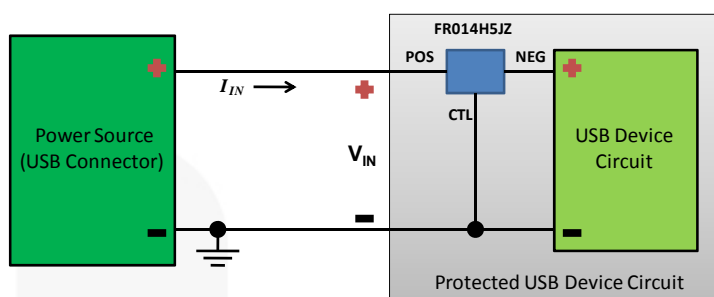 FR014H5JZ
POS
NEG
+
+
I_IN
+
CTL
Power Source
(USB Connector)
USB Device
Circuit
V_IN
Protected USB Device Circuit